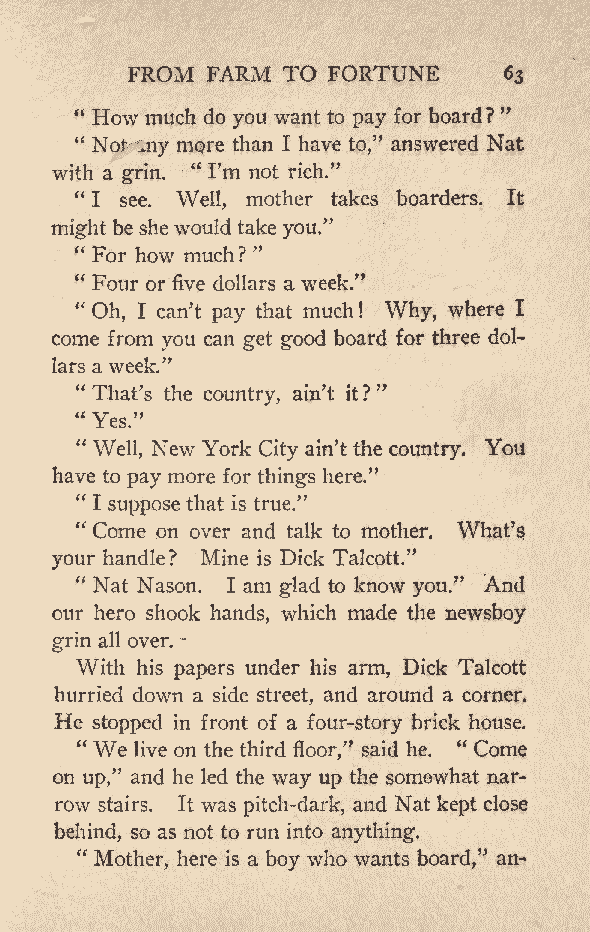 FROM FARM TO FORTUNE 63
“ How much do you want to pay for board? ”
“ Not any more than I have to,” answered Nat
with a grin. “ I’m not rich.”
“ I see. Well, mother takes boarders. It
might be she would take you.”
“ For how much? ”
“ Four or five dollars a week.”
“ Oh, I can’t pay that much! Why, where I
come from you can get good board for three dol-
lars a week.”
“ That’s the country, ain’t it? ”
“ Yes.”
“ Well, New York City ain’t the country. You
have to pay more for things here.”
“ I suppose that is true.”
“ Come on over and talk to mother. What’s
your handle? Mine is Dick Talcott.”
“ Nat Nason. I am glad to know you.” And
our hero shook hands, which made the newsboy
grin all over.
With his papers under his arm, Dick Talcott
hurried down a side street, and around a corner.
He stopped in front of a four-story brick house.
“ We live on the third floor,” said he. “ Come
on up,” and he led the way up the somewhat nar-
row stairs. It was pitch-dark, and Nat kept close
behind, so as not to run into anything.
“ Mother, here is a boy who wants board,” an-